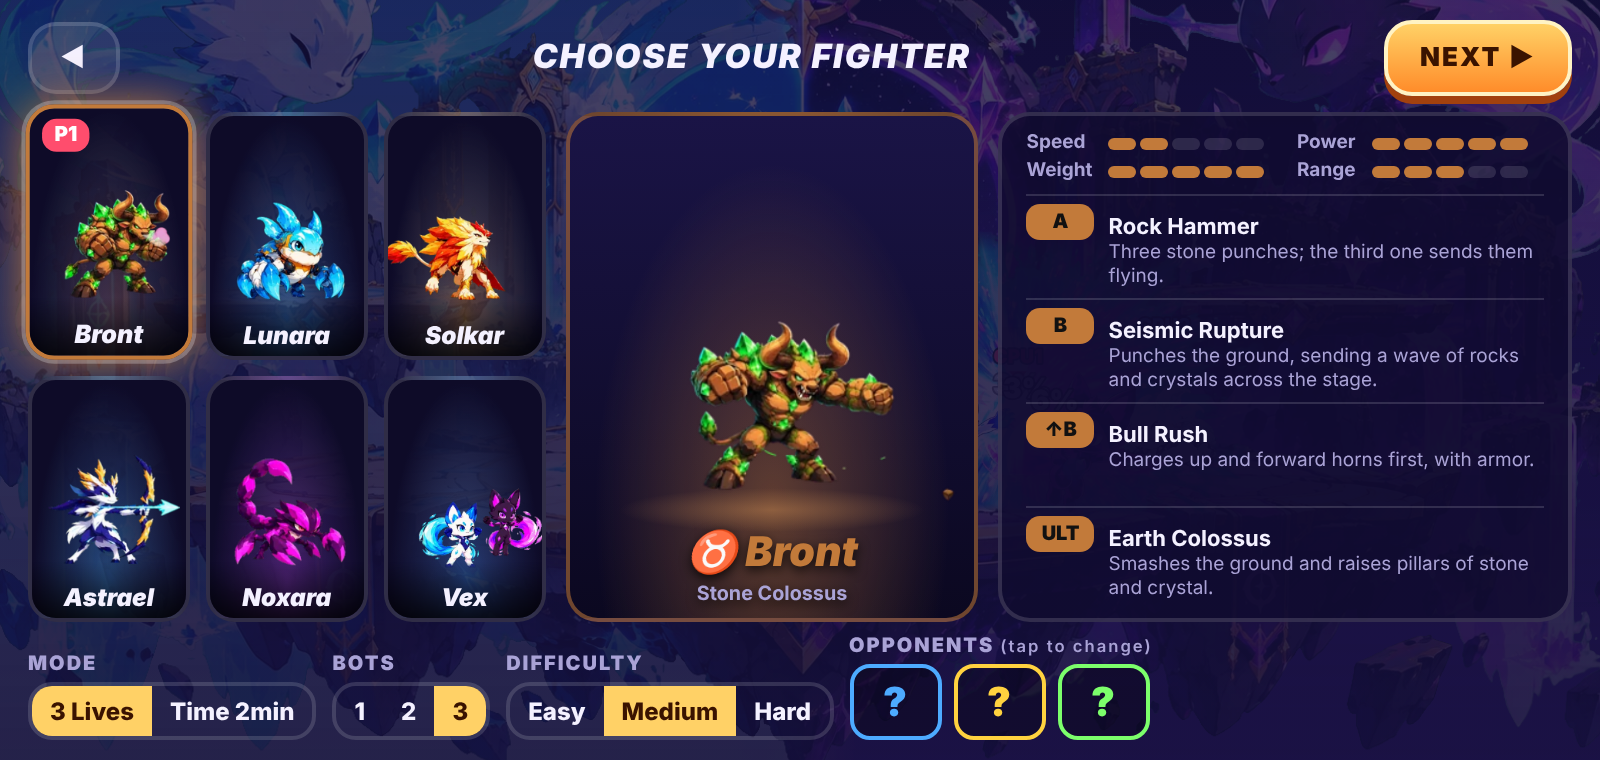 ◀
CHOOSE YOUR FIGHTER
NEXT ▶
P1
Bront
Lunara
Solkar
Astrael
Noxara
Vex
♉ Bront
Stone Colossus
Speed
Power
Weight
Range
A
Rock Hammer
Three stone punches; the third one sends them
flying.
B
Seismic Rupture
Punches the ground, sending a wave of rocks
and crystals across the stage.
↑B
Bull Rush
Charges up and forward horns first, with armor.
ULT
Earth Colossus
Smashes the ground and raises pillars of stone
and crystal.
MODE
3 Lives Time 2min
BOTS
1 2 3
DIFFICULTY
Easy Medium Hard
OPPONENTS (tap to change)
? ? ?